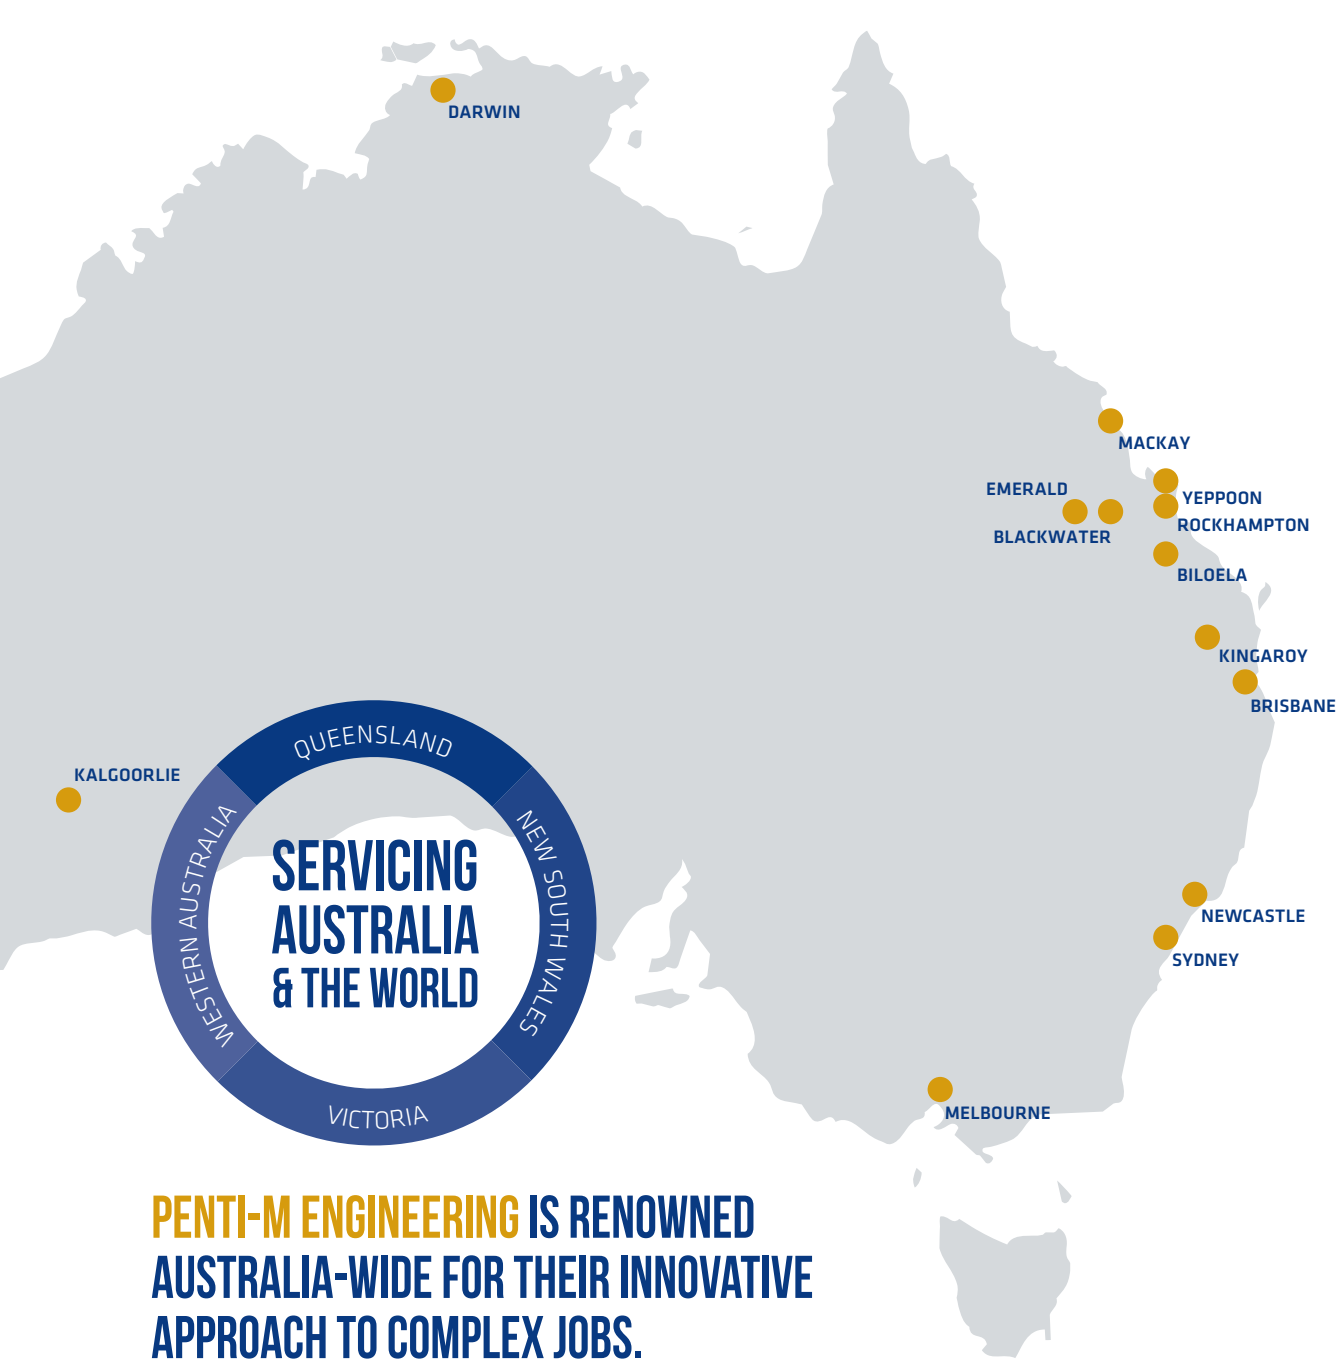 DARWIN
MACKAY
EMERALD
YEPPOON
ROCKHAMPTON
BLACKWATER
BILOELA
KINGAROY
BRISBANE
KALGOORLIE
QUEENSLAND
NEW SOUTH WALES
WESTERN AUSTRALIA
VICTORIA
SERVICING
AUSTRALIA
& THE WORLD
NEWCASTLE
SYDNEY
MELBOURNE
PENTI-M ENGINEERING IS RENOWNED
AUSTRALIA-WIDE FOR THEIR INNOVATIVE
APPROACH TO COMPLEX JOBS.